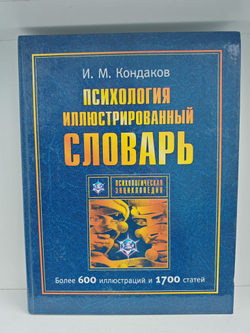 И. М. Кондаков
ПСИХОЛОГИЯ
ИЛЛЮСТРИРОВАННЫЙ
СЛОВАРЬ
ПСИХОЛОГИЧЕСКАЯ
ЭНЦИКЛОПЕДИЯ
Более 600 иллюстраций и 1700 статей